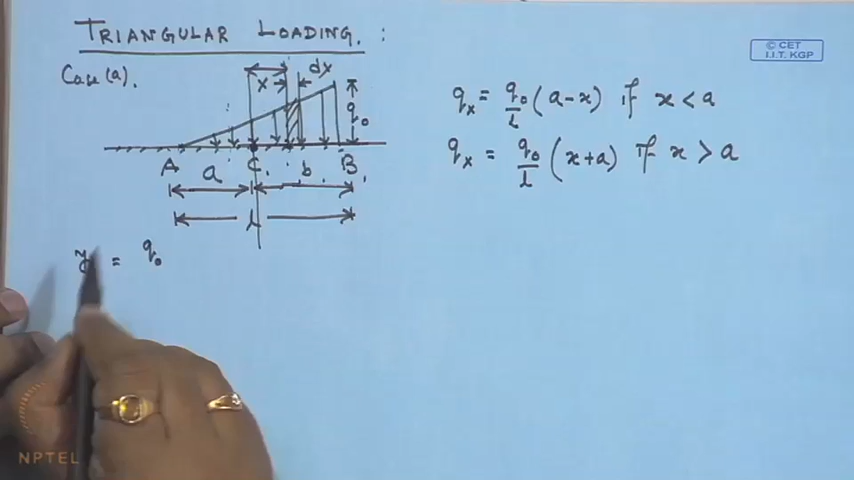 TRIANGULAR LOADING. :
© CET
I.I.T. KGP
Case (a).
x dx
q₀
A C B
a b
l
qₓ = q₀/L (a-x) if x < a
qₓ = q₀/L (x+a) if x > a
y = q₀
NPTEL